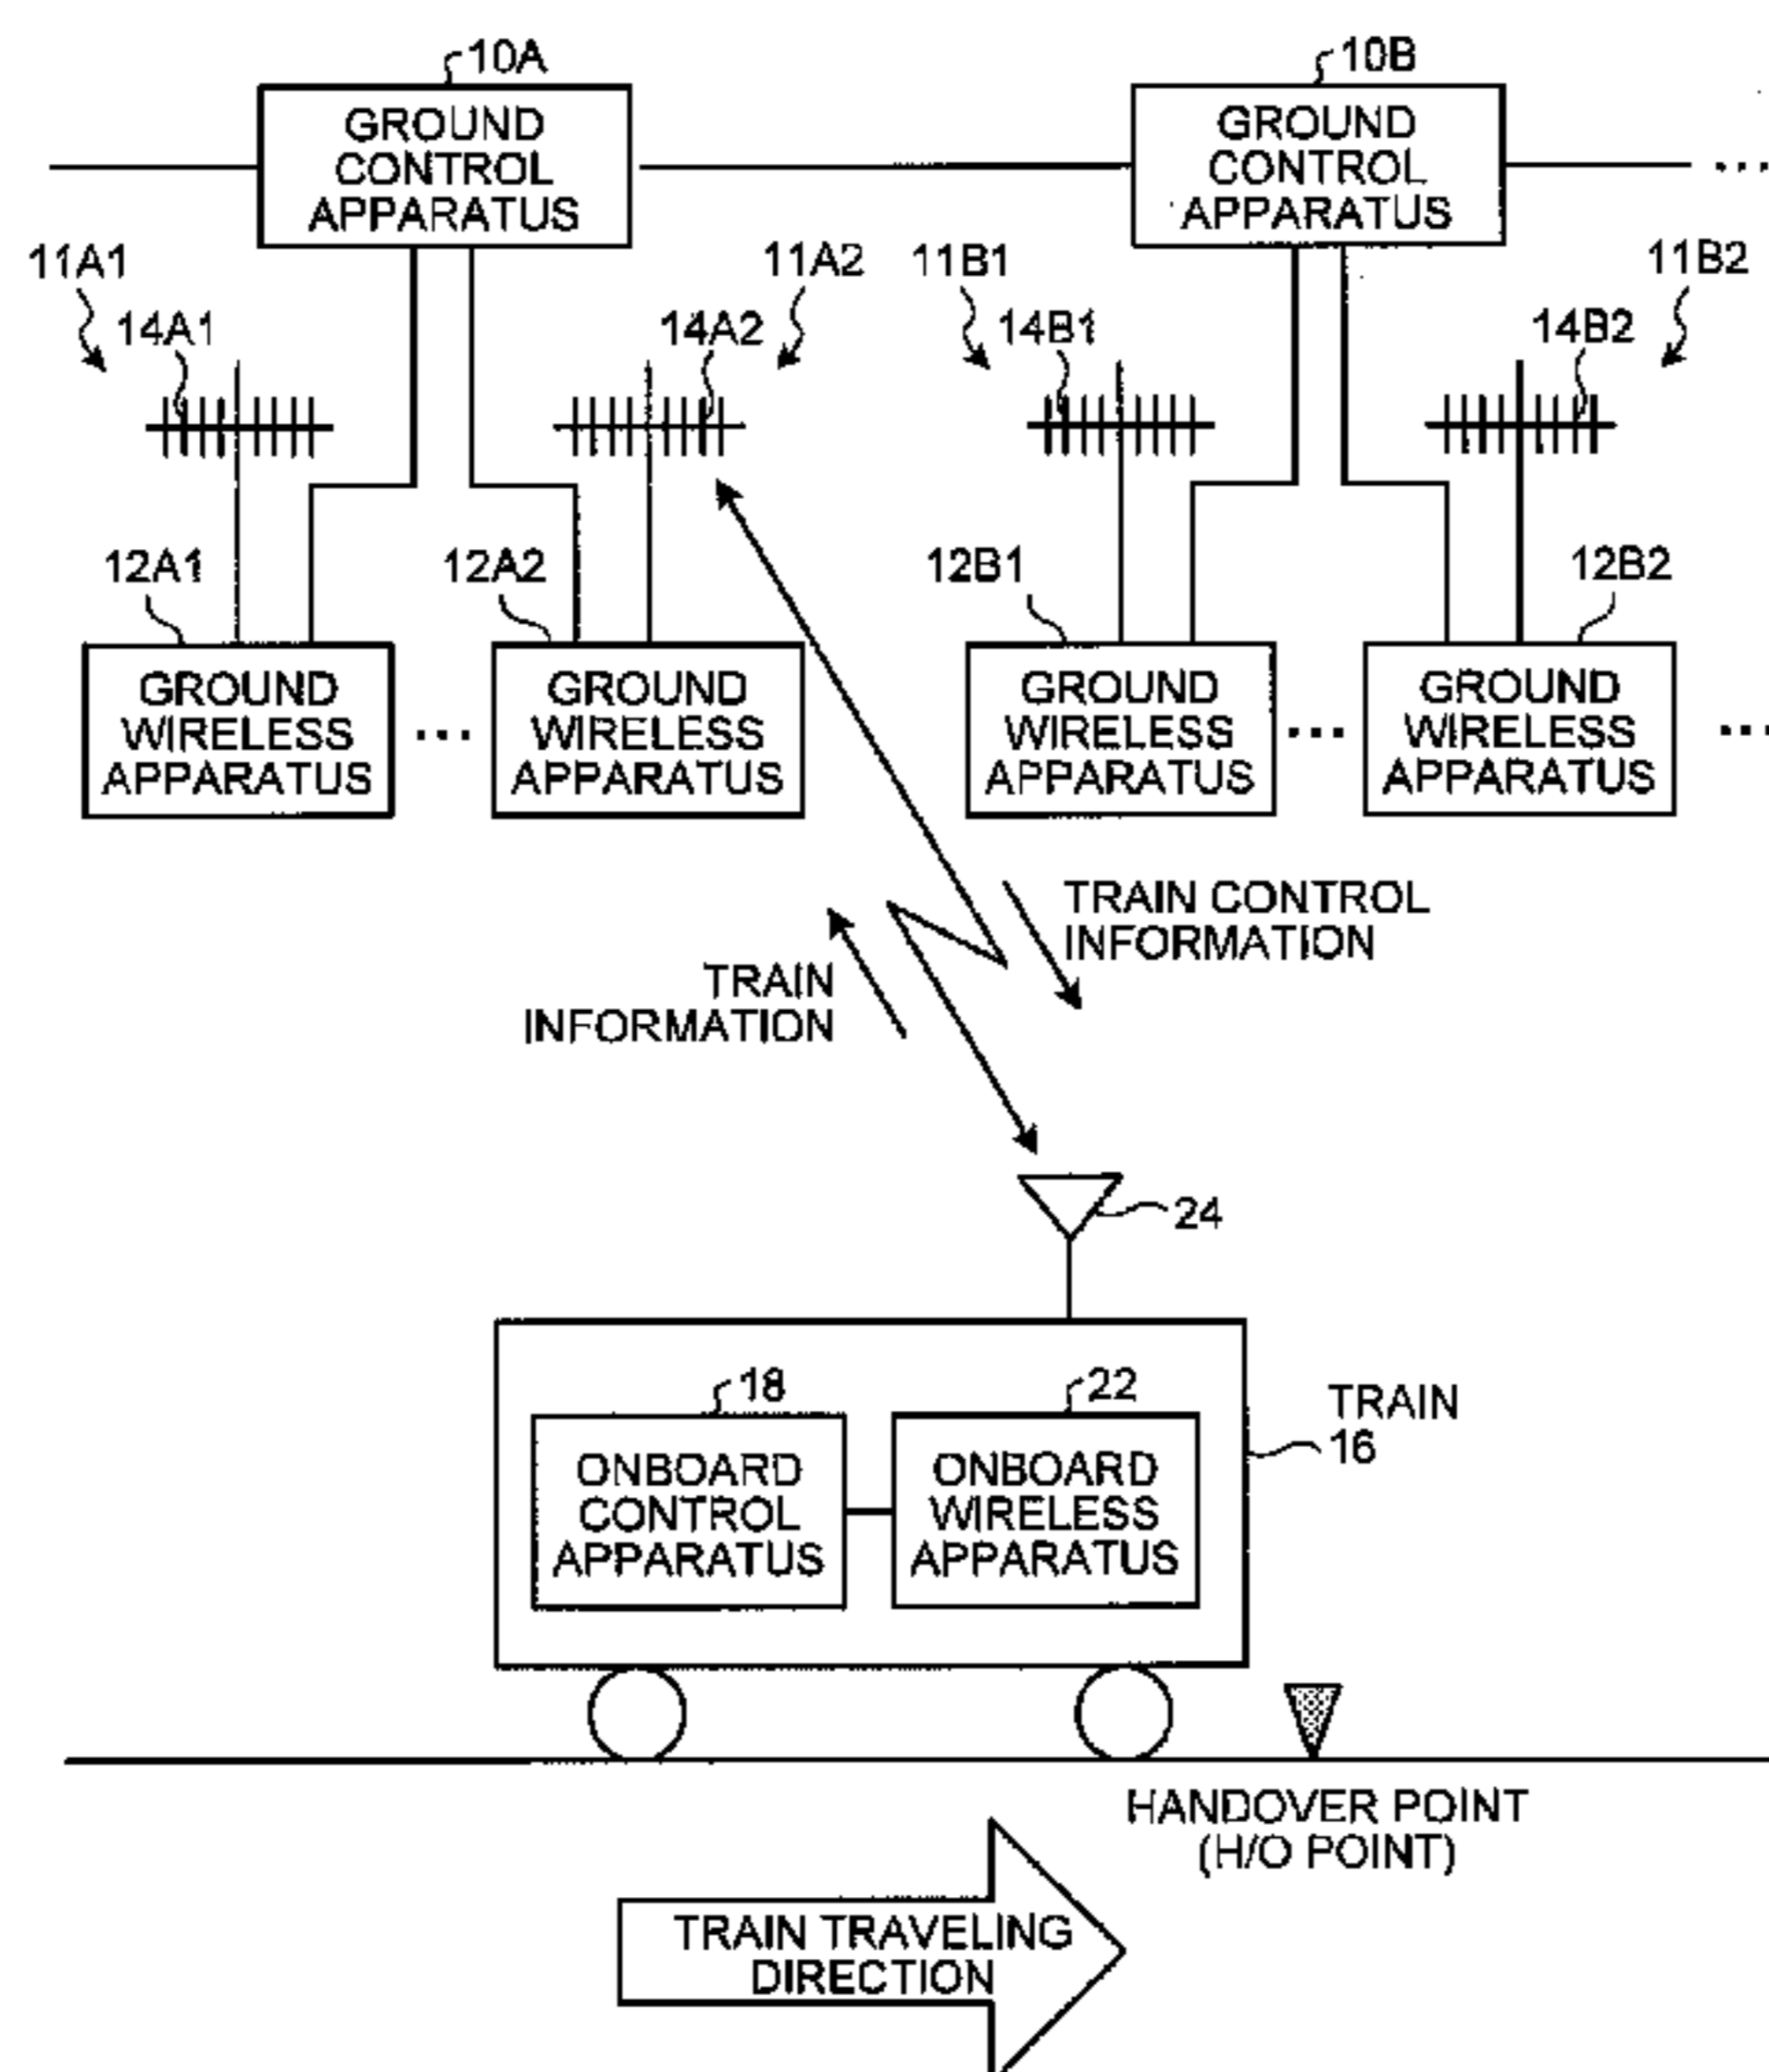 10A
10B
GROUND
CONTROL
APPARATUS
GROUND
CONTROL
APPARATUS
...
11A1
14A1
14A2
11A2
11B1
14B1
14B2
11B2
12A1
12A2
12B1
12B2
GROUND
WIRELESS
APPARATUS
...
GROUND
WIRELESS
APPARATUS
GROUND
WIRELESS
APPARATUS
...
GROUND
WIRELESS
APPARATUS
...
TRAIN CONTROL
INFORMATION
TRAIN
INFORMATION
24
18
22
TRAIN
16
ONBOARD
CONTROL
APPARATUS
ONBOARD
WIRELESS
APPARATUS
HANDOVER POINT
(H/O POINT)
TRAIN TRAVELING
DIRECTION